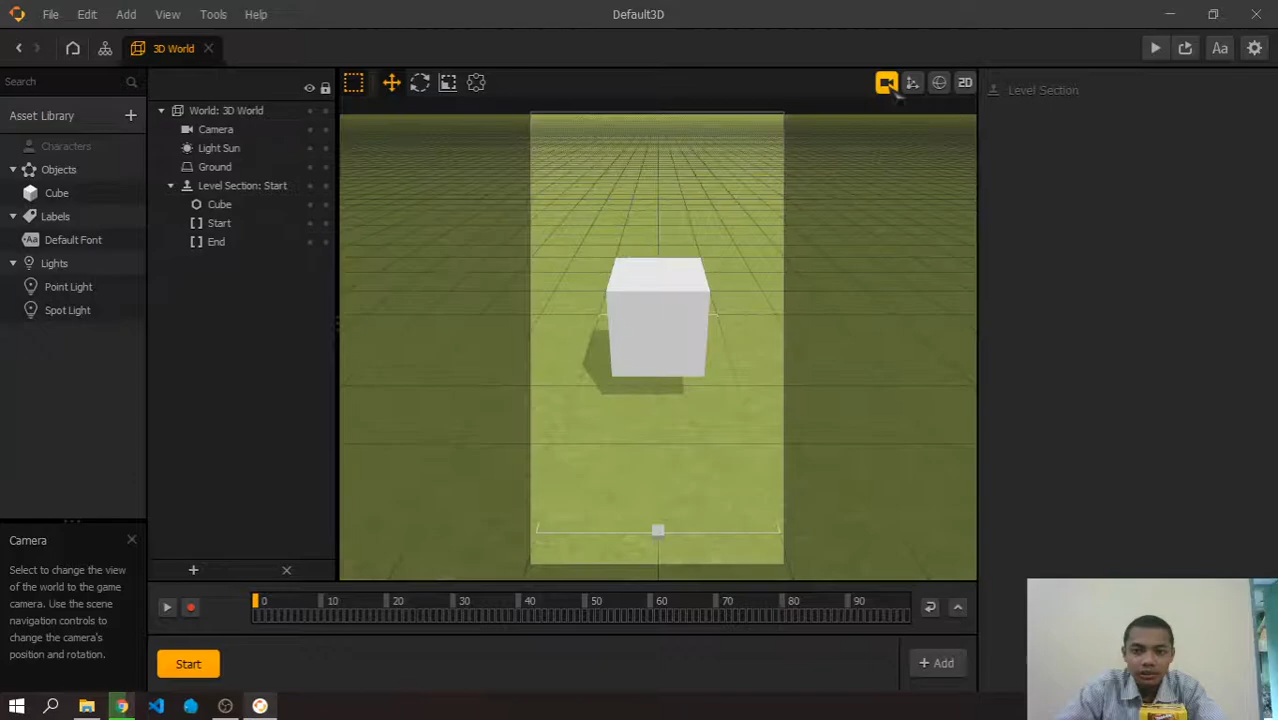 File Edit Add View Tools Help Default3D
3D World
Aa
Search
Asset Library
Characters
Objects
Cube
Labels
Aa Default Font
Lights
Point Light
Spot Light
World: 3D World
Camera
Light Sun
Ground
Level Section: Start
Cube
Start
End
2D
Level Section
Camera
Select to change the view
of the world to the game
camera. Use the scene
navigation controls to
change the camera's
position and rotation.
0 10 20 30 40 50 60 70 80 90
Start
Add